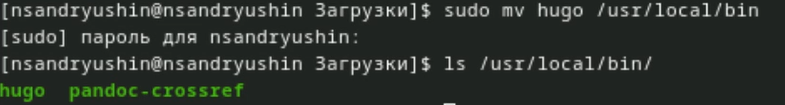 [nsandryushin@nsandryushin Загрузки]$ sudo mv hugo /usr/local/bin
[sudo] пароль для nsandryushin:
[nsandryushin@nsandryushin Загрузки]$ ls /usr/local/bin/
hugo  pandoc-crossref